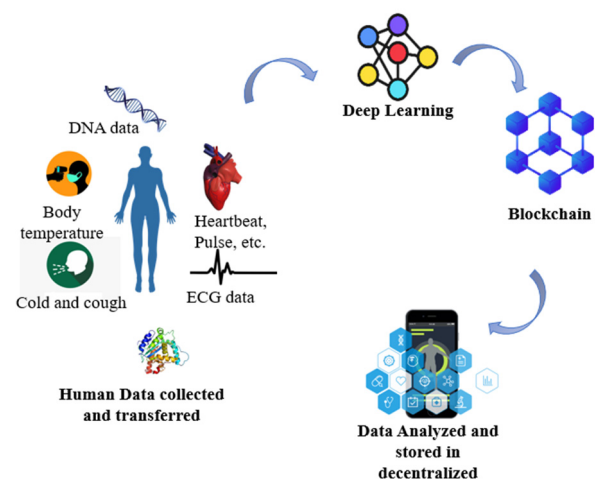 Deep Learning
DNA data
Body
temperature
Heartbeat,
Pulse, etc.
Cold and cough
ECG data
Human Data collected
and transferred
Blockchain
Data Analyzed and
stored in
decentralized